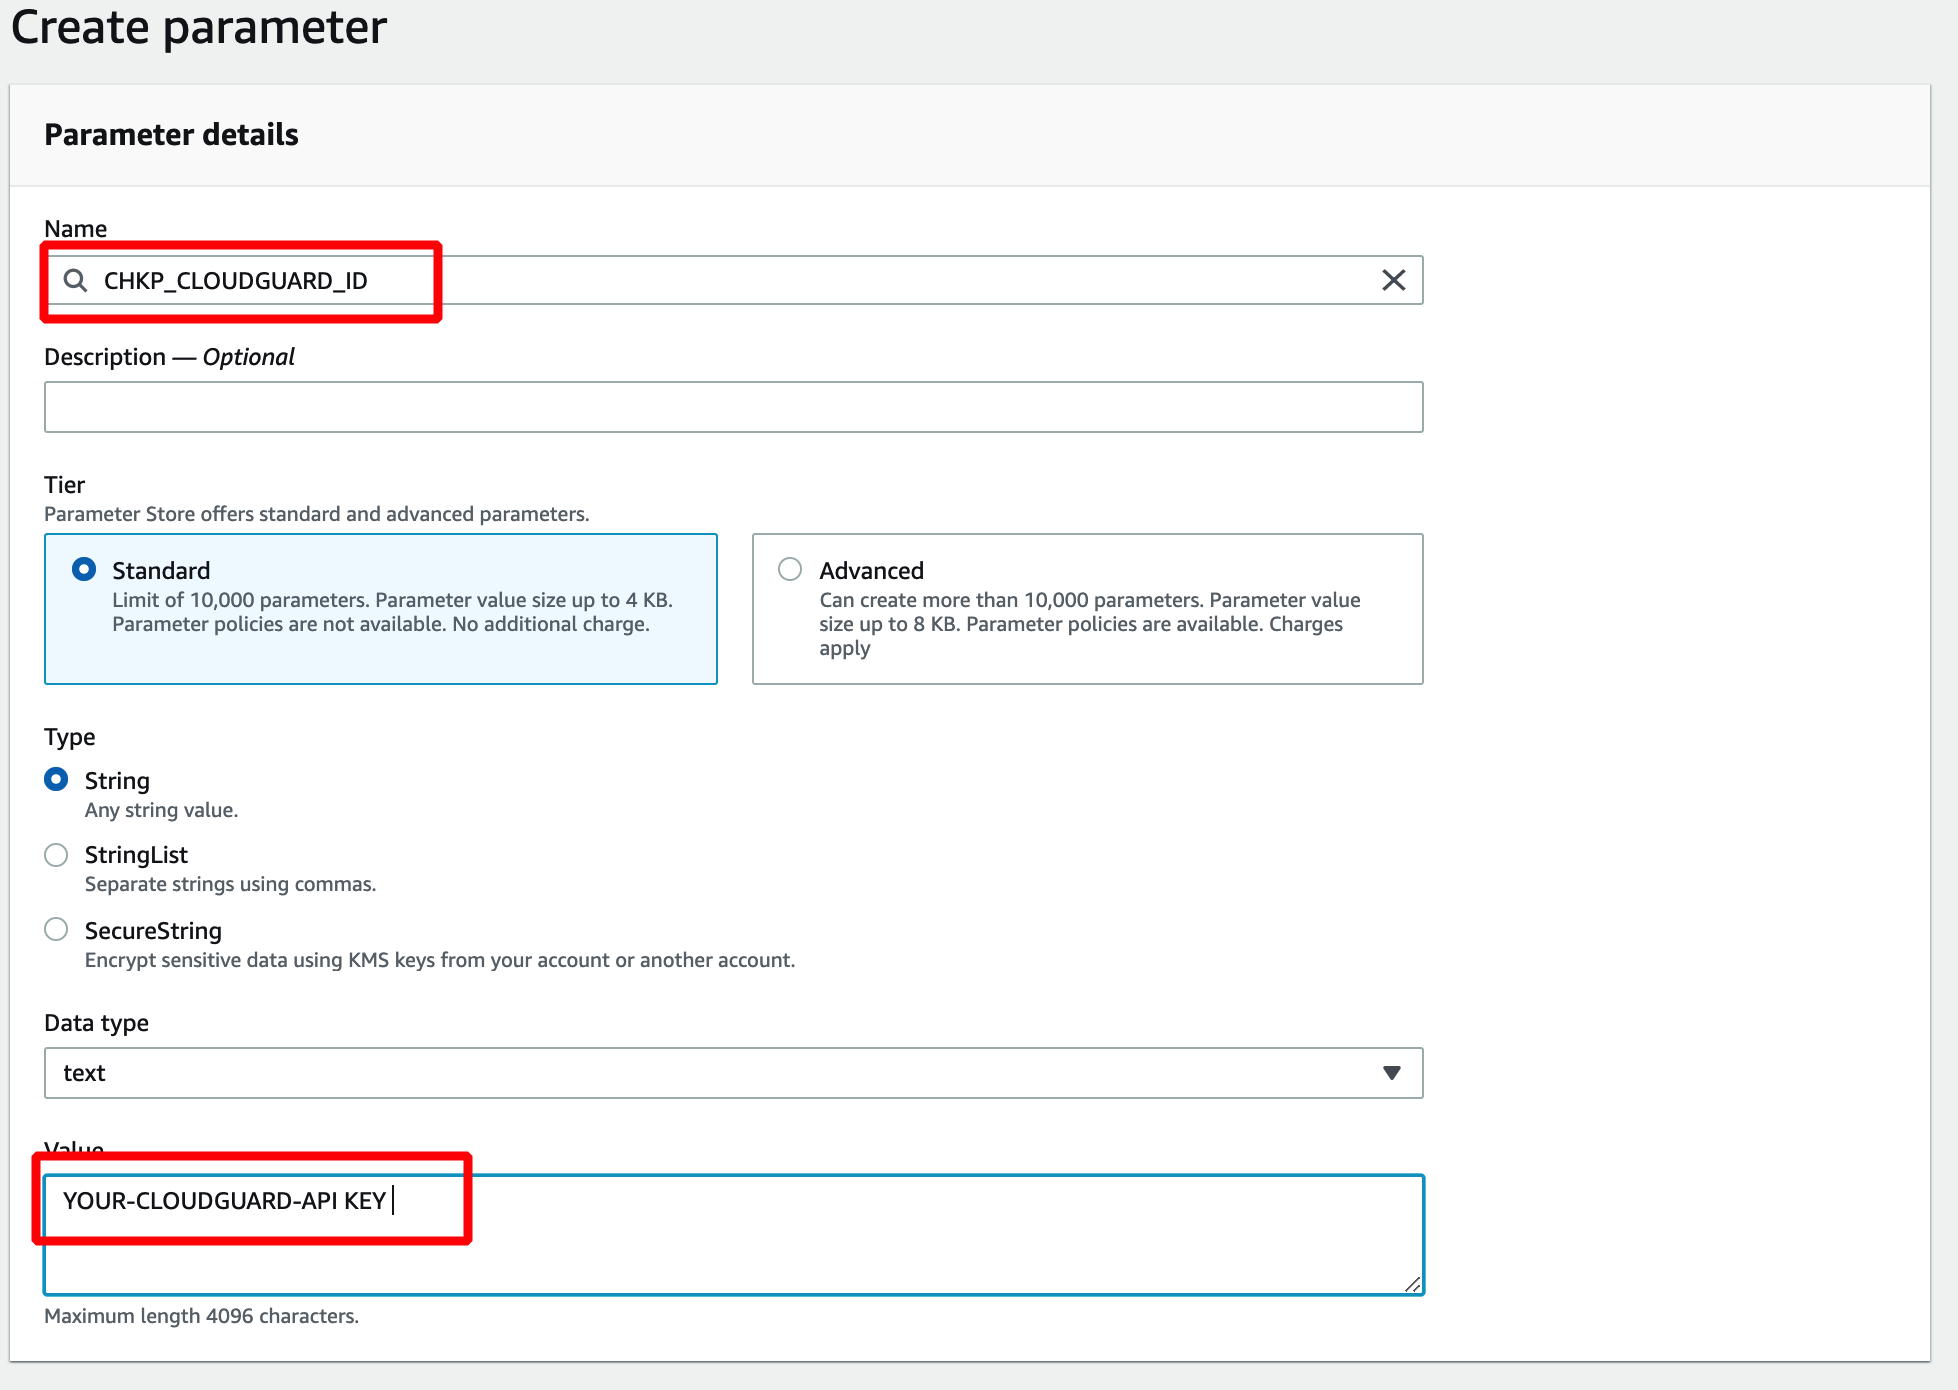 Create parameter
Parameter details
Name
CHKP_CLOUDGUARD_ID
Description — Optional
Tier
Parameter Store offers standard and advanced parameters.
Standard
Limit of 10,000 parameters. Parameter value size up to 4 KB.
Parameter policies are not available. No additional charge.
Advanced
Can create more than 10,000 parameters. Parameter value
size up to 8 KB. Parameter policies are available. Charges
apply
Type
String
Any string value.
StringList
Separate strings using commas.
SecureString
Encrypt sensitive data using KMS keys from your account or another account.
Data type
text
Value
YOUR-CLOUDGUARD-API KEY
Maximum length 4096 characters.